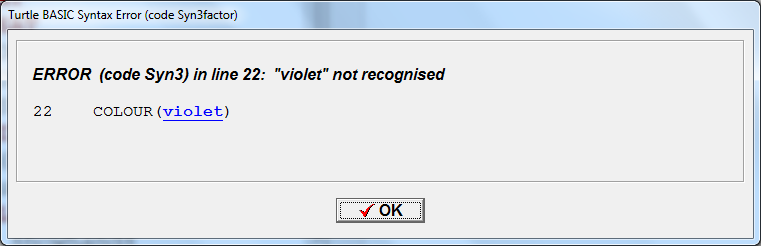 Turtle BASIC Syntax Error (code Syn3factor)
ERROR (code Syn3) in line 22: "violet" not recognised
22 COLOUR(violet)
OK